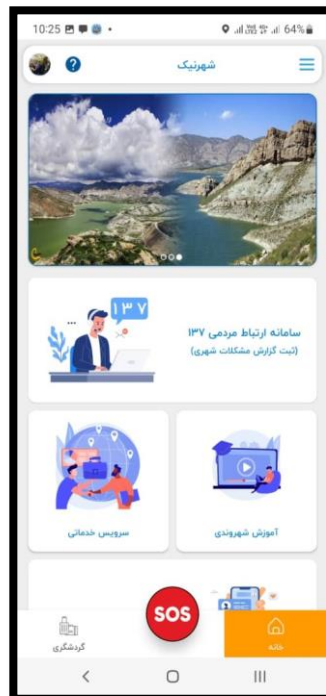 10:25
64%
شهرنیک
?
۱۳۷
سامانه ارتباط مردمی ۱۳۷
(ثبت گزارش مشکلات شهری)
آموزش شهروندی
سرویس خدماتی
SOS
خانه
گردشگری